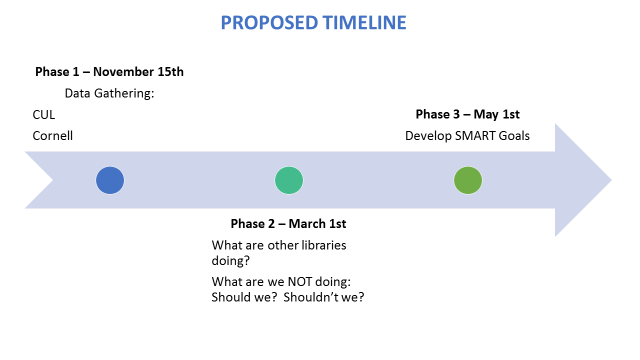 PROPOSED TIMELINE
Phase 1 – November 15th
Data Gathering:
CUL
Cornell
Phase 2 – March 1st
What are other libraries
doing?
What are we NOT doing:
Should we?  Shouldn't we?
Phase 3 – May 1st
Develop SMART Goals